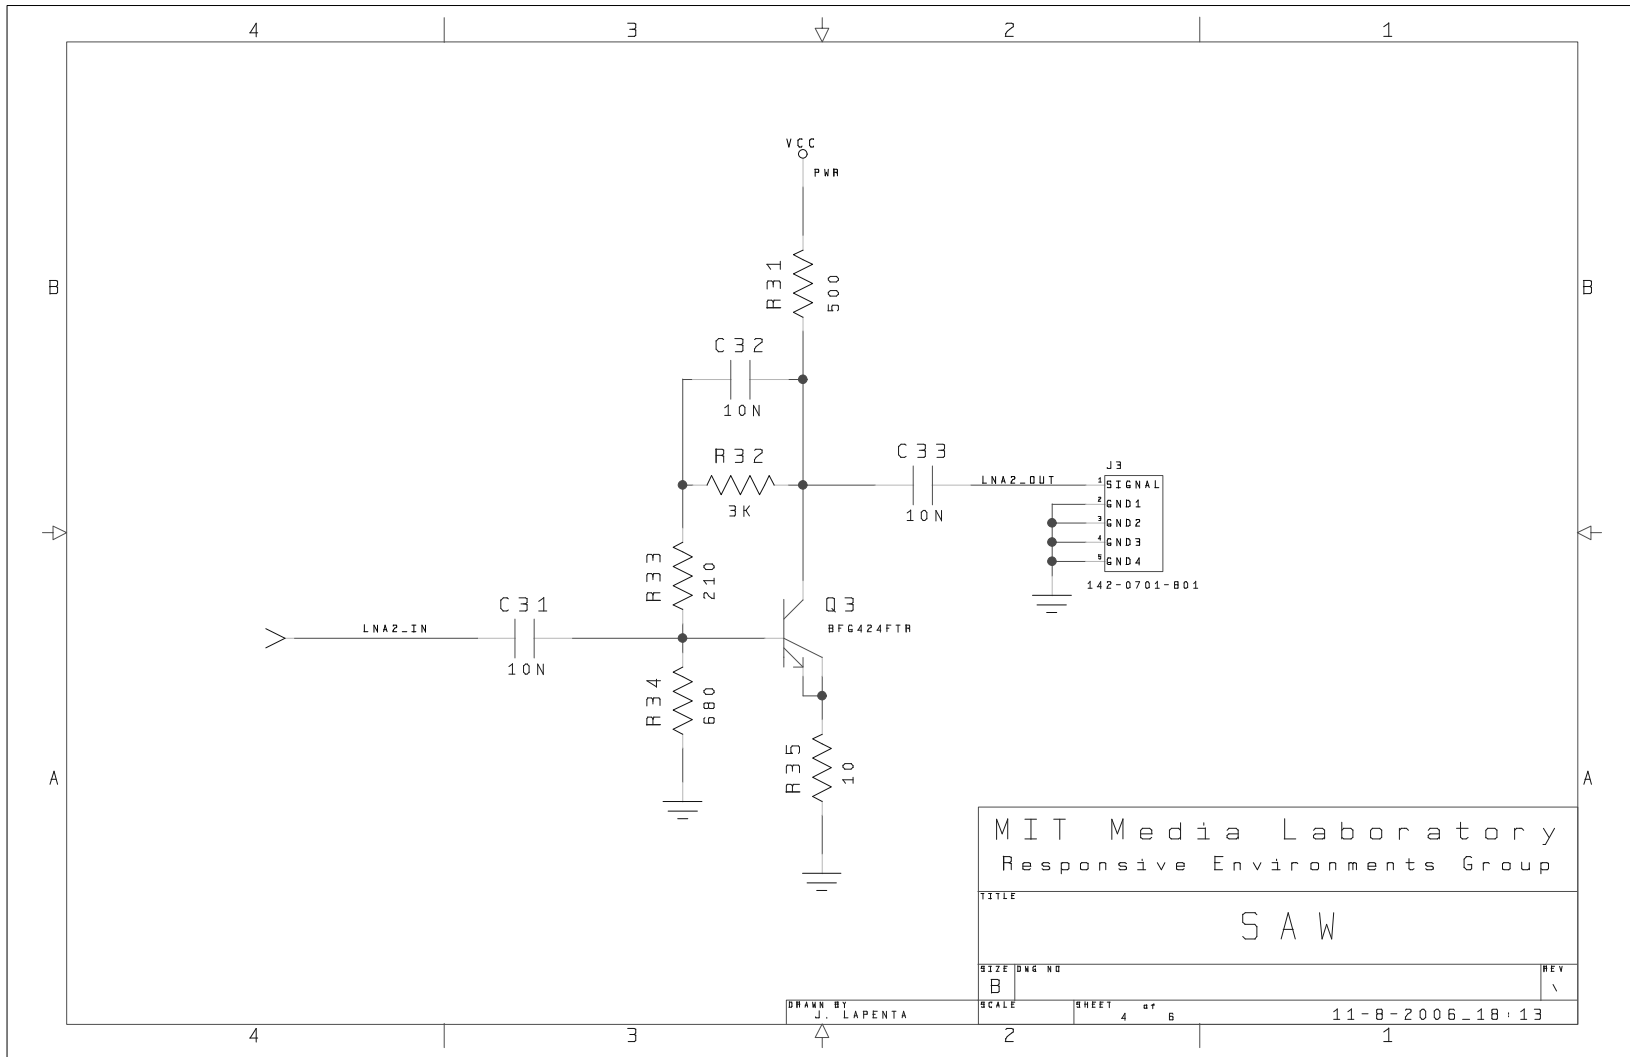 4 3 2 1
VCC
PWR
B
R31
500
B
C32
10N
R32
3K
C33
10N
LNA2_OUT
J3
1 SIGNAL
2 GND1
3 GND2
4 GND3
5 GND4
142-0701-801
R33
210
C31
10N
LNA2_IN
Q3
BFG424FTR
R34
680
A
R35
10
A
MIT Media Laboratory
Responsive Environments Group
TITLE
SAW
SIZE DWG NO REV
B \
DRAWN BY SCALE SHEET of
J. LAPENTA 4 6 11-8-2006_18:13
4 3 2 1